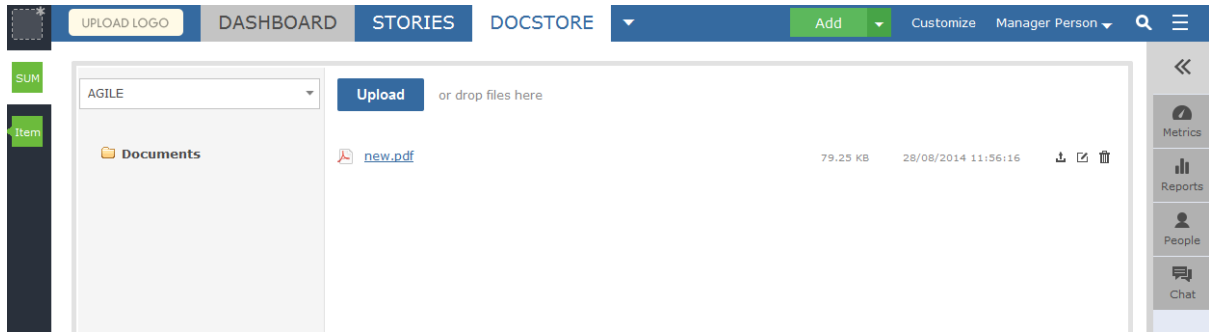 UPLOAD LOGO DASHBOARD STORIES DOCSTORE Add Customize Manager Person
SUM
AGILE Upload or drop files here
Item
Documents new.pdf 79.25 KB 28/08/2014 11:56:16
Metrics
Reports
People
Chat